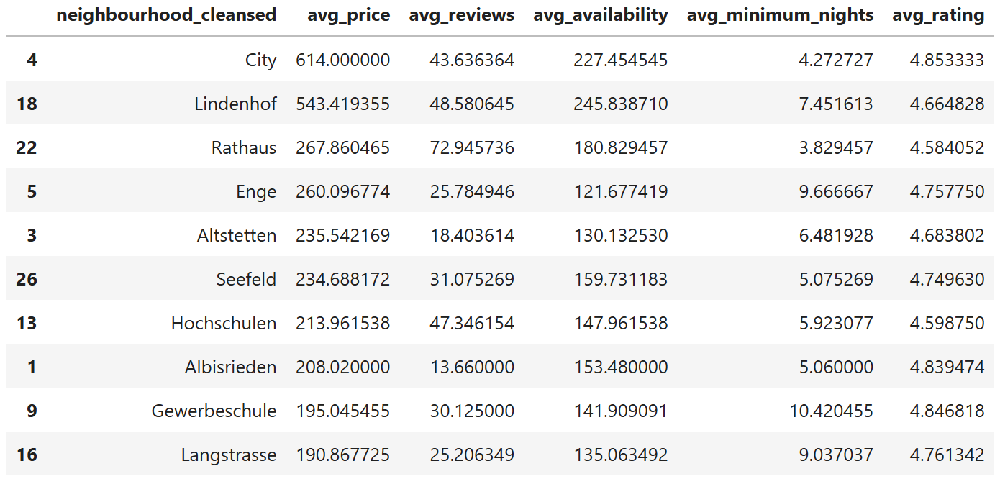 neighbourhood_cleansed avg_price avg_reviews avg_availability avg_minimum_nights avg_rating
4 City 614.000000 43.636364 227.454545 4.272727 4.853333
18 Lindenhof 543.419355 48.580645 245.838710 7.451613 4.664828
22 Rathaus 267.860465 72.945736 180.829457 3.829457 4.584052
5 Enge 260.096774 25.784946 121.677419 9.666667 4.757750
3 Altstetten 235.542169 18.403614 130.132530 6.481928 4.683802
26 Seefeld 234.688172 31.075269 159.731183 5.075269 4.749630
13 Hochschulen 213.961538 47.346154 147.961538 5.923077 4.598750
1 Albisrieden 208.020000 13.660000 153.480000 5.060000 4.839474
9 Gewerbeschule 195.045455 30.125000 141.909091 10.420455 4.846818
16 Langstrasse 190.867725 25.206349 135.063492 9.037037 4.761342